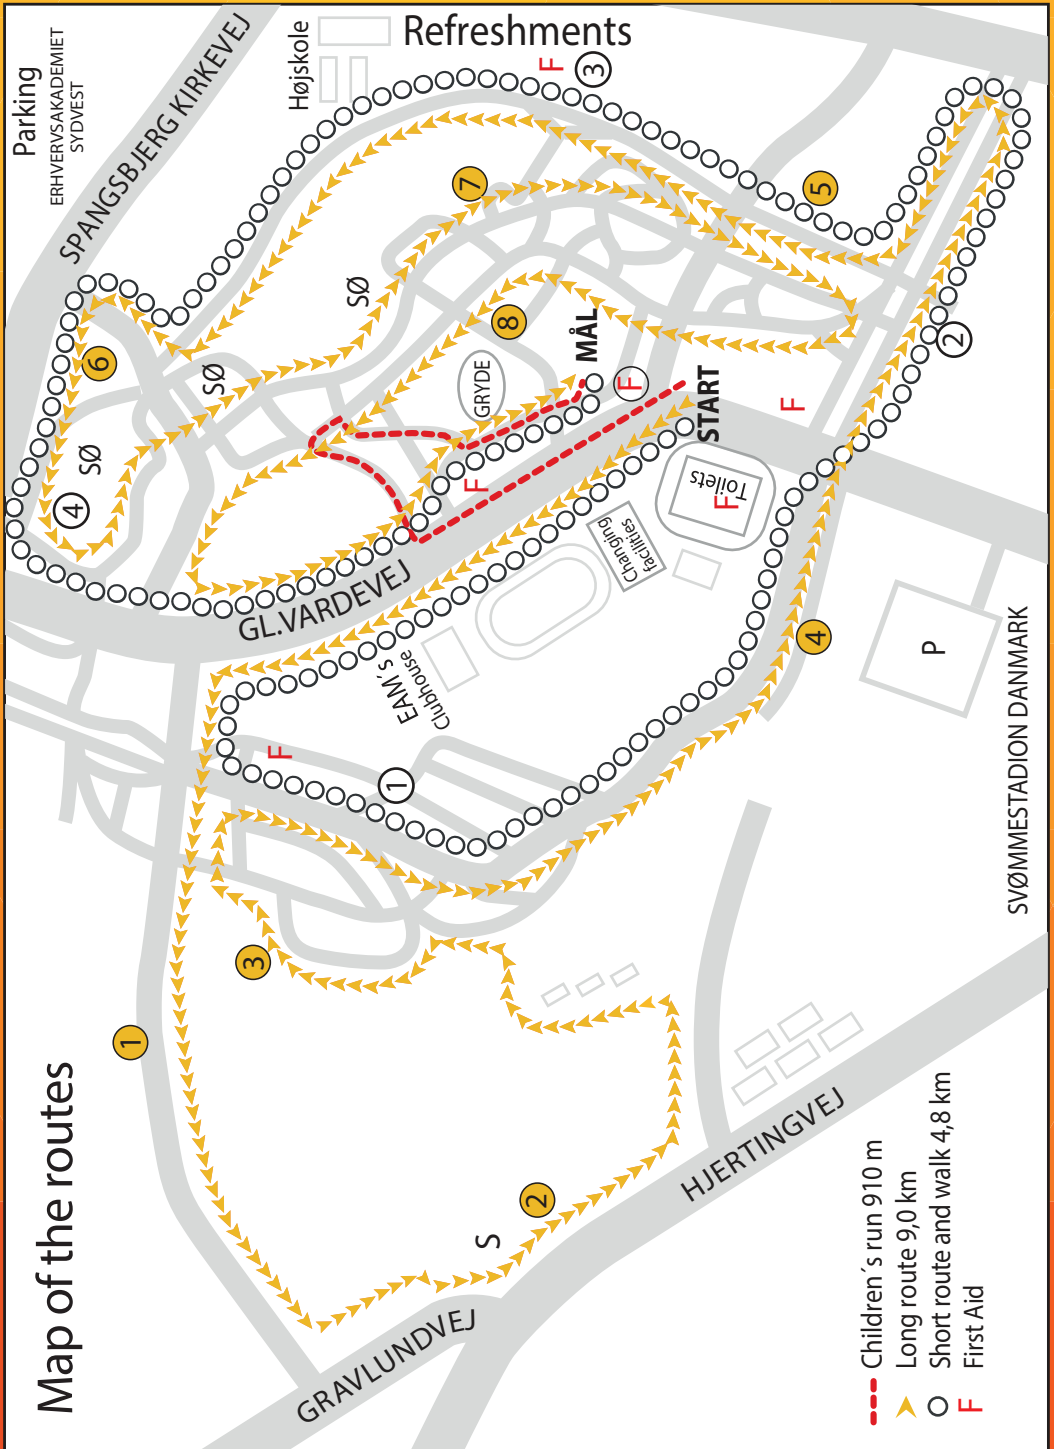 Map of the routes
Parking
ERHVERVSAKADEMIET
SYDVEST
SPANGSBJERG KIRKEVEJ
Højskole
Refreshments
F
3
7
5
6
SØ
SØ
SØ
4
8
GRYDE
MÅL
F
START
2
F
F
Toilets
F
Changing
facilities
GL.VARDEVEJ
EAM´s
Clubhouse
F
1
4
P
SVØMMESTADION DANMARK
3
1
2
S
HJERTINGVEJ
GRAVLUNDVEJ
Children´s run 910 m
Long route 9,0 km
Short route and walk 4,8 km
F First Aid